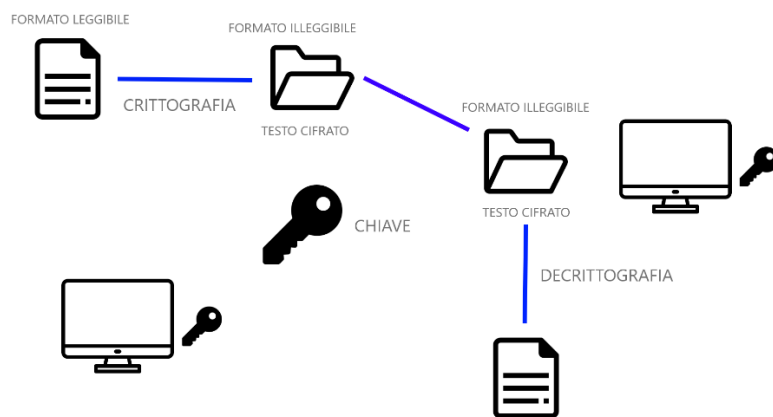 FORMATO LEGGIBILE
FORMATO ILLEGGIBILE
CRITTOGRAFIA
TESTO CIFRATO
FORMATO ILLEGGIBILE
TESTO CIFRATO
CHIAVE
DECRITTOGRAFIA